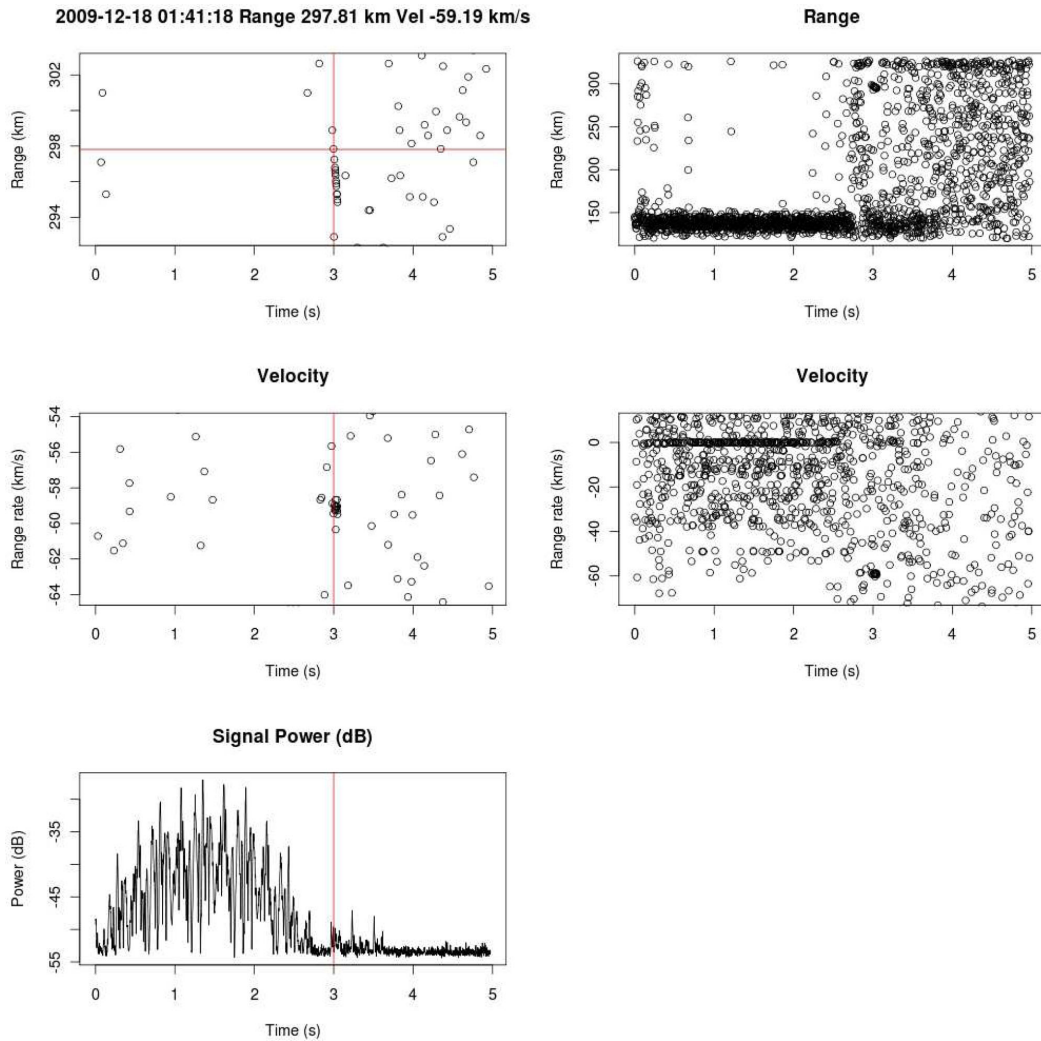 2009-12-18 01:41:18 Range 297.81 km Vel -59.19 km/s
Range (km)
302
298
294
0 1 2 3 4 5
Time (s)
Range
Range (km)
300
250
200
150
0 1 2 3 4 5
Time (s)
Velocity
Range rate (km/s)
-54
-56
-58
-60
-62
-64
0 1 2 3 4 5
Time (s)
Velocity
Range rate (km/s)
0
-20
-40
-60
0 1 2 3 4 5
Time (s)
Signal Power (dB)
Power (dB)
-35
-45
-55
0 1 2 3 4 5
Time (s)